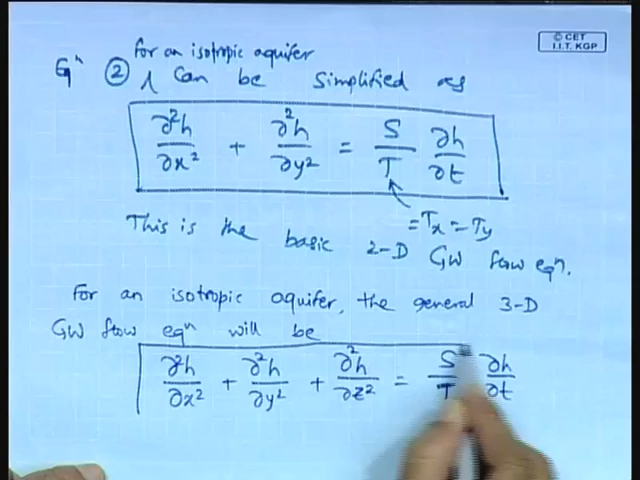 © CET
I.I.T. KGP
for an isotropic aquifer
Eqⁿ ② ∧ Can be simplified as
∂²h/∂x² + ∂²h/∂y² = S/T ∂h/∂t
= Tx = Ty
This is the basic 2-D GW flow eqⁿ.
For an isotropic aquifer, the general 3-D
GW flow eqⁿ will be
∂²h/∂x² + ∂²h/∂y² + ∂²h/∂z² = S/T ∂h/∂t